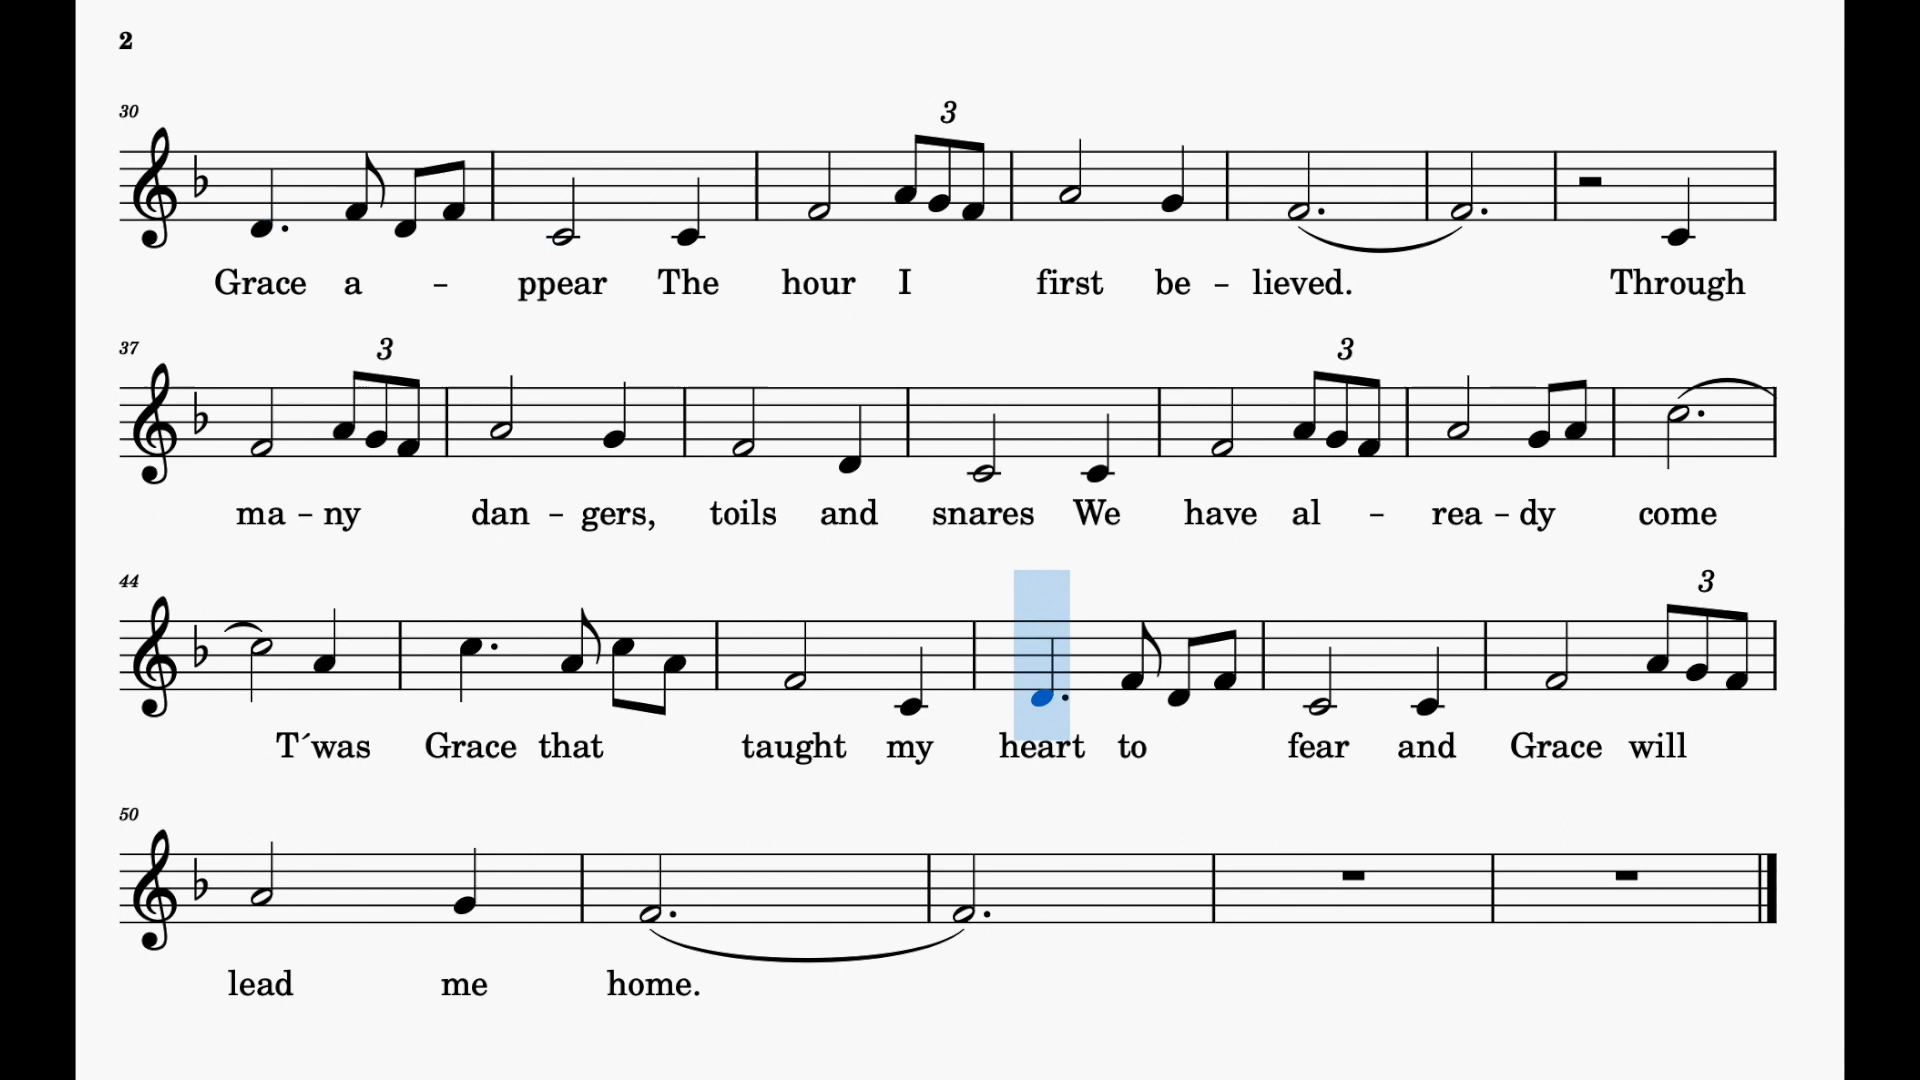 2
30
3
Grace a - ppear The hour I first be - lieved. Through
37
3 3
ma - ny dan - gers, toils and snares We have al - rea - dy come
44
3
T´was Grace that taught my heart to fear and Grace will
50
lead me home.